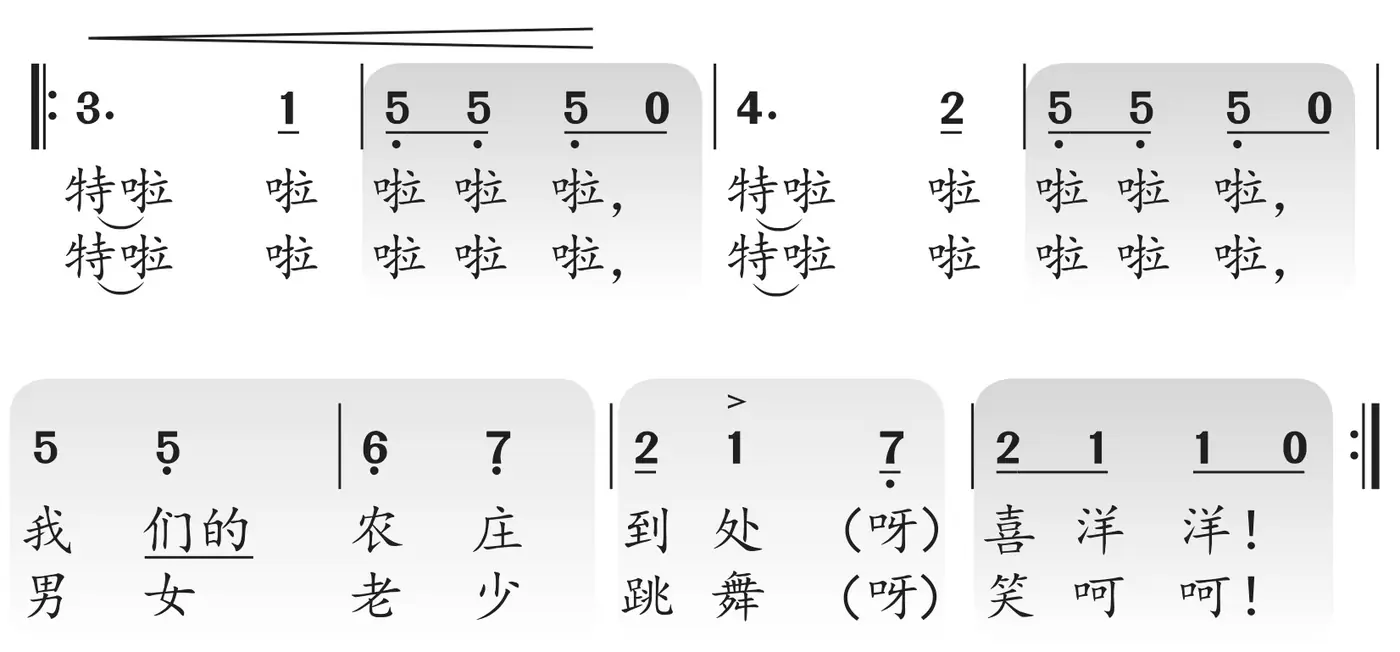 3. 1 5 5 5 0 4. 2 5 5 5 0
特啦 啦 啦 啦 啦， 特啦 啦 啦 啦 啦，
特啦 啦 啦 啦 啦， 特啦 啦 啦 啦 啦，
5 5 6 7 2 1 7 2 1 1 0
我 们的 农 庄 到 处 （呀） 喜 洋 洋！
男 女 老 少 跳 舞 （呀） 笑 呵 呵！